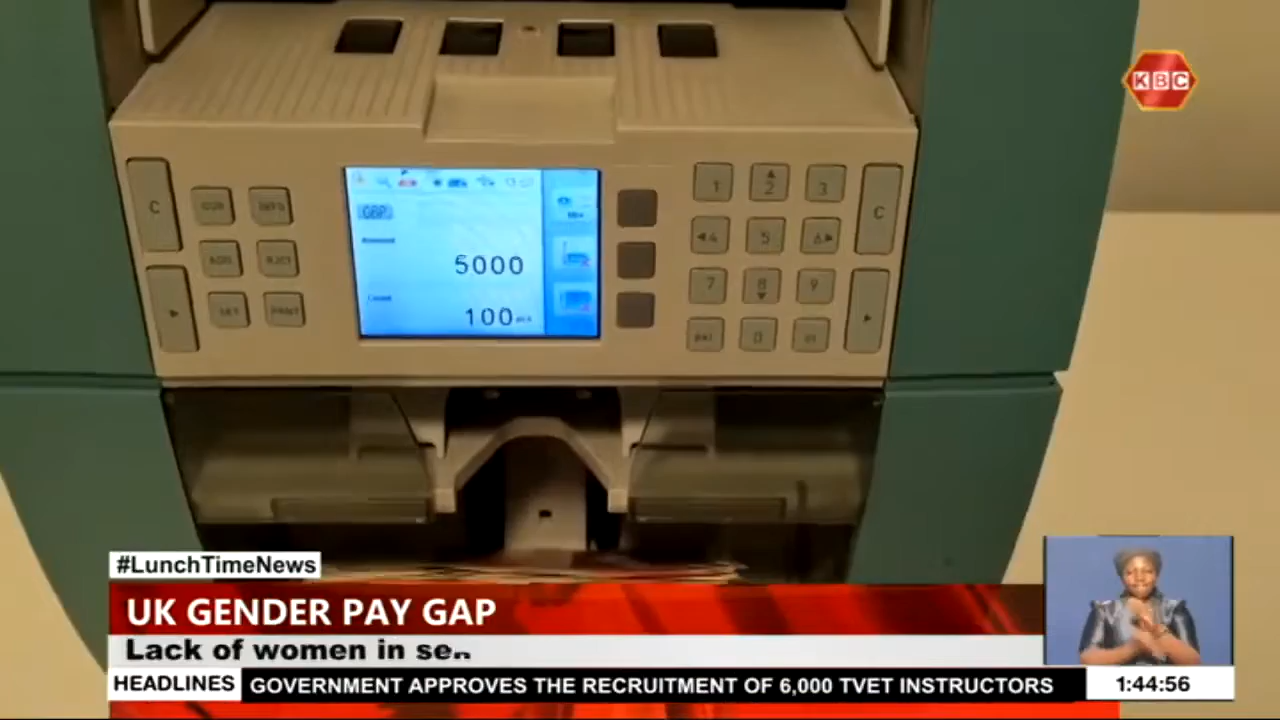 KBC
GBP
5000
100
C
1
2
3
C
4
5
6
7
8
9
0
PRINT
#LunchTimeNews
UK GENDER PAY GAP
Lack of women in se..
HEADLINES GOVERNMENT APPROVES THE RECRUITMENT OF 6,000 TVET INSTRUCTORS 1:44:56